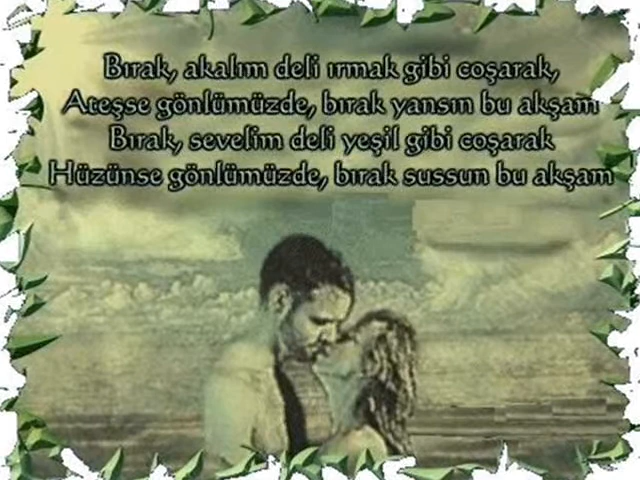 Bırak, akalım deli ırmak gibi coşarak,
Ateşse gönlümüzde, bırak yansın bu akşam
Bırak, sevelim deli yeşil gibi coşarak
Hüzünse gönlümüzde, bırak sussun bu akşam